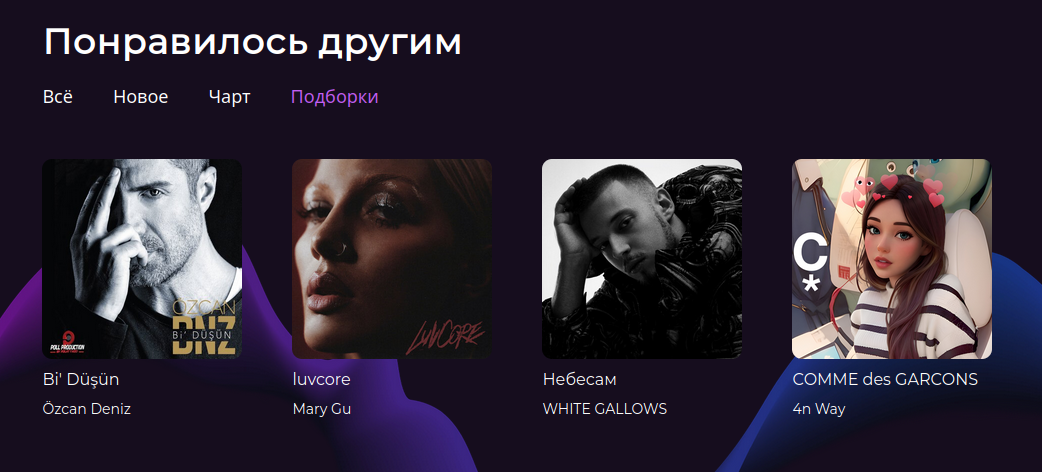 Понравилось другим
Всё Новое Чарт Подборки
OZCAN
DNZ
Bi' DÜŞÜN
POLL PRODUCTION
LUVCORE
C
*
Bi' Düşün luvcore Небесам COMME des GARCONS
Özcan Deniz Mary Gu WHITE GALLOWS 4n Way